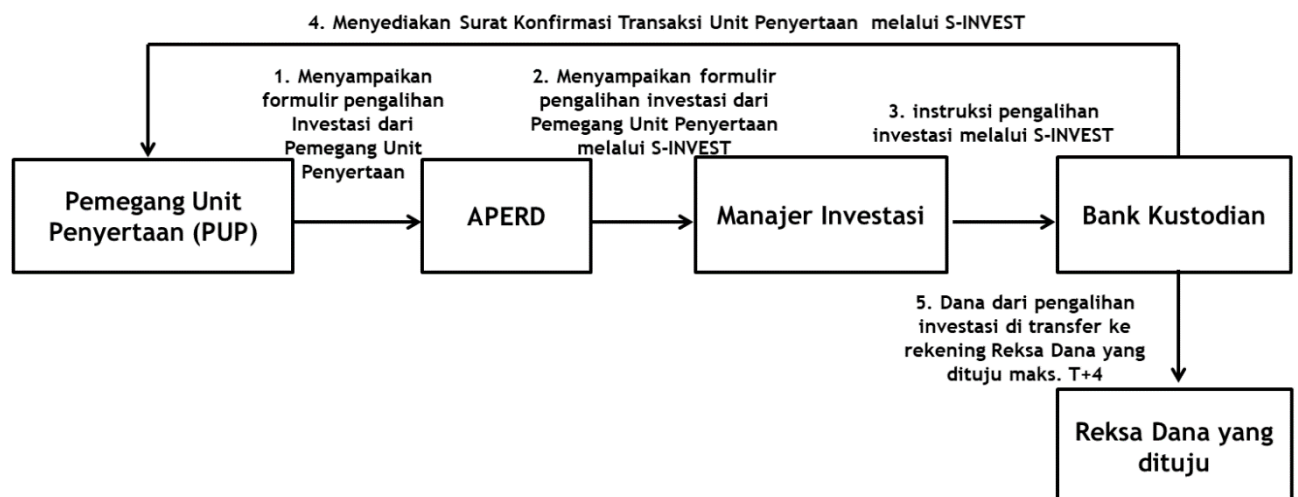 4. Menyediakan Surat Konfirmasi Transaksi Unit Penyertaan melalui S-INVEST
1. Menyampaikan
formulir pengalihan
Investasi dari
Pemegang Unit
Penyertaan
2. Menyampaikan formulir
pengalihan investasi dari
Pemegang Unit Penyertaan
melalui S-INVEST
3. instruksi pengalihan
investasi melalui S-INVEST
Pemegang Unit
Penyertaan (PUP)
APERD
Manajer Investasi
Bank Kustodian
5. Dana dari pengalihan
investasi di transfer ke
rekening Reksa Dana yang
dituju maks. T+4
Reksa Dana yang
dituju